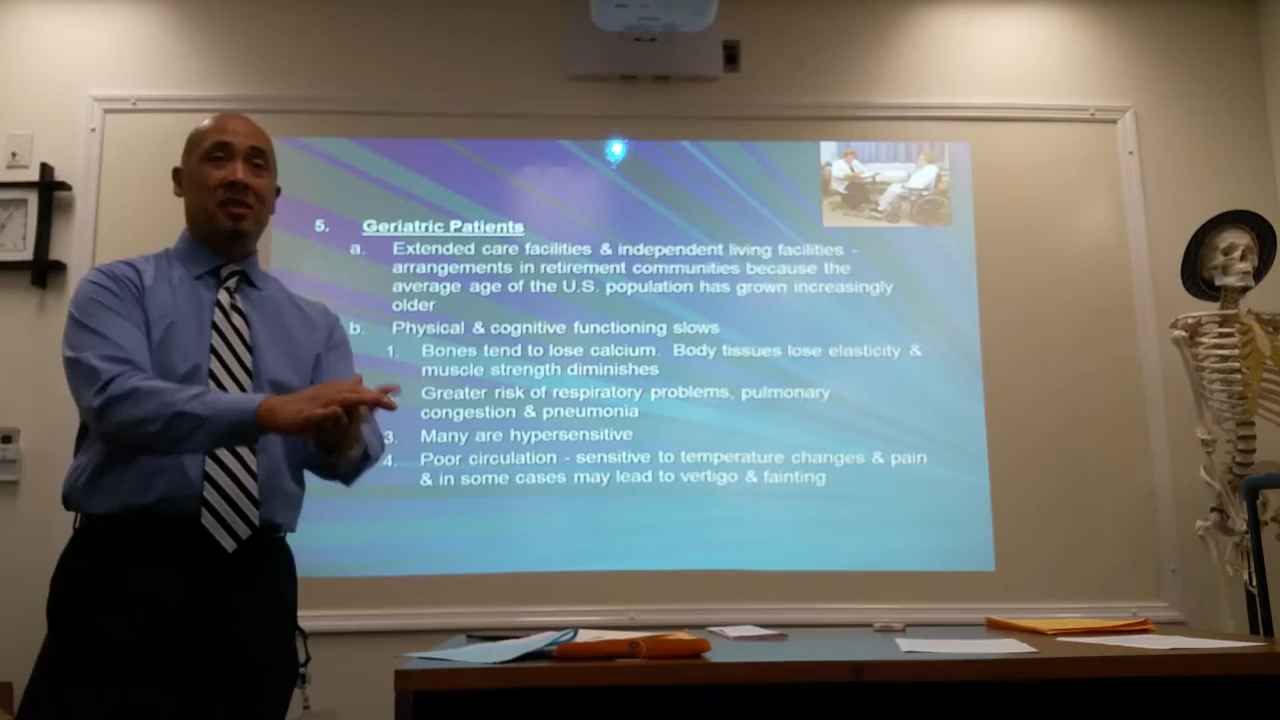 5. Geriatric Patients
a. Extended care facilities & independent living facilities -
arrangements in retirement communities because the
average age of the U.S. population has grown increasingly
older
b. Physical & cognitive functioning slows
1. Bones tend to lose calcium. Body tissues lose elasticity &
muscle strength diminishes
Greater risk of respiratory problems, pulmonary
congestion & pneumonia
3. Many are hypersensitive
4. Poor circulation - sensitive to temperature changes & pain
& in some cases may lead to vertigo & fainting